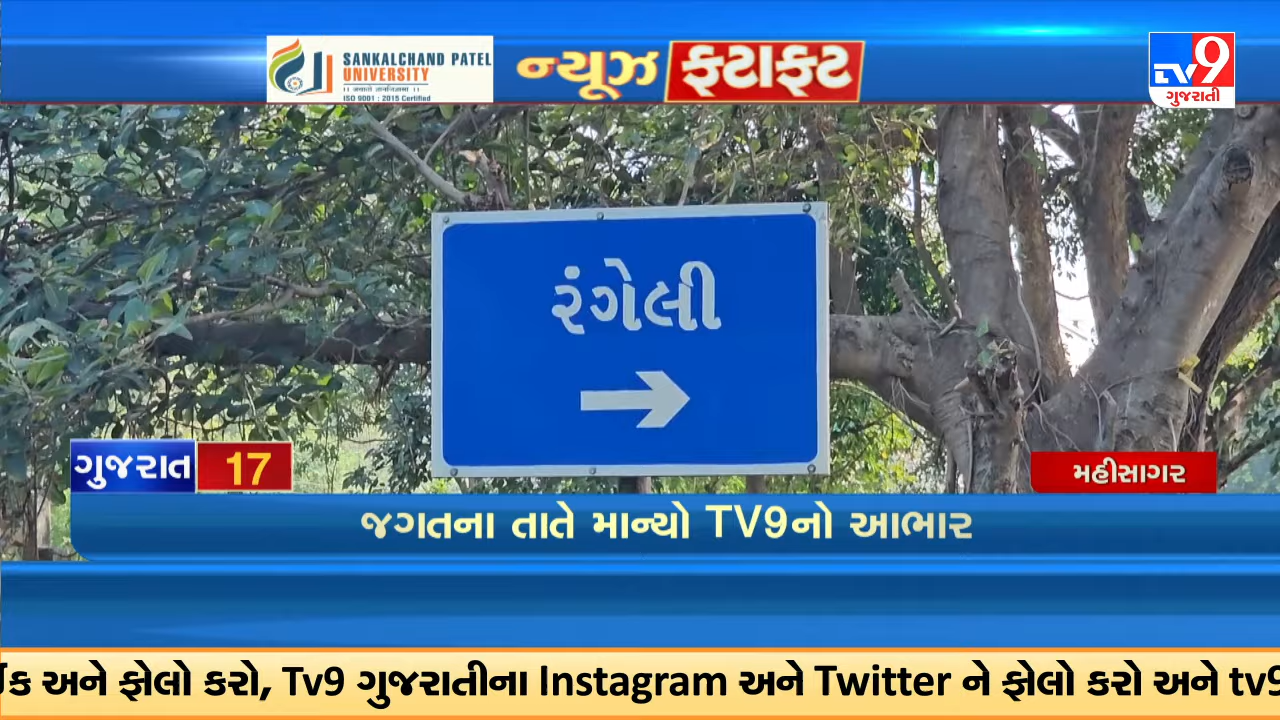 SANKALCHAND PATEL
UNIVERSITY
ISO 9001 : 2015 Certified
ન્યૂઝ ફટાફટ
TV9
ગુજરાતી
રંગેલી
ગુજરાત 17
મહીસાગર
જગતના તાતે માન્યો TV9નો આભાર
અને ફોલો કરો, Tv9 ગુજરાતીના Instagram અને Twitter ને ફોલો કરો અને tv9